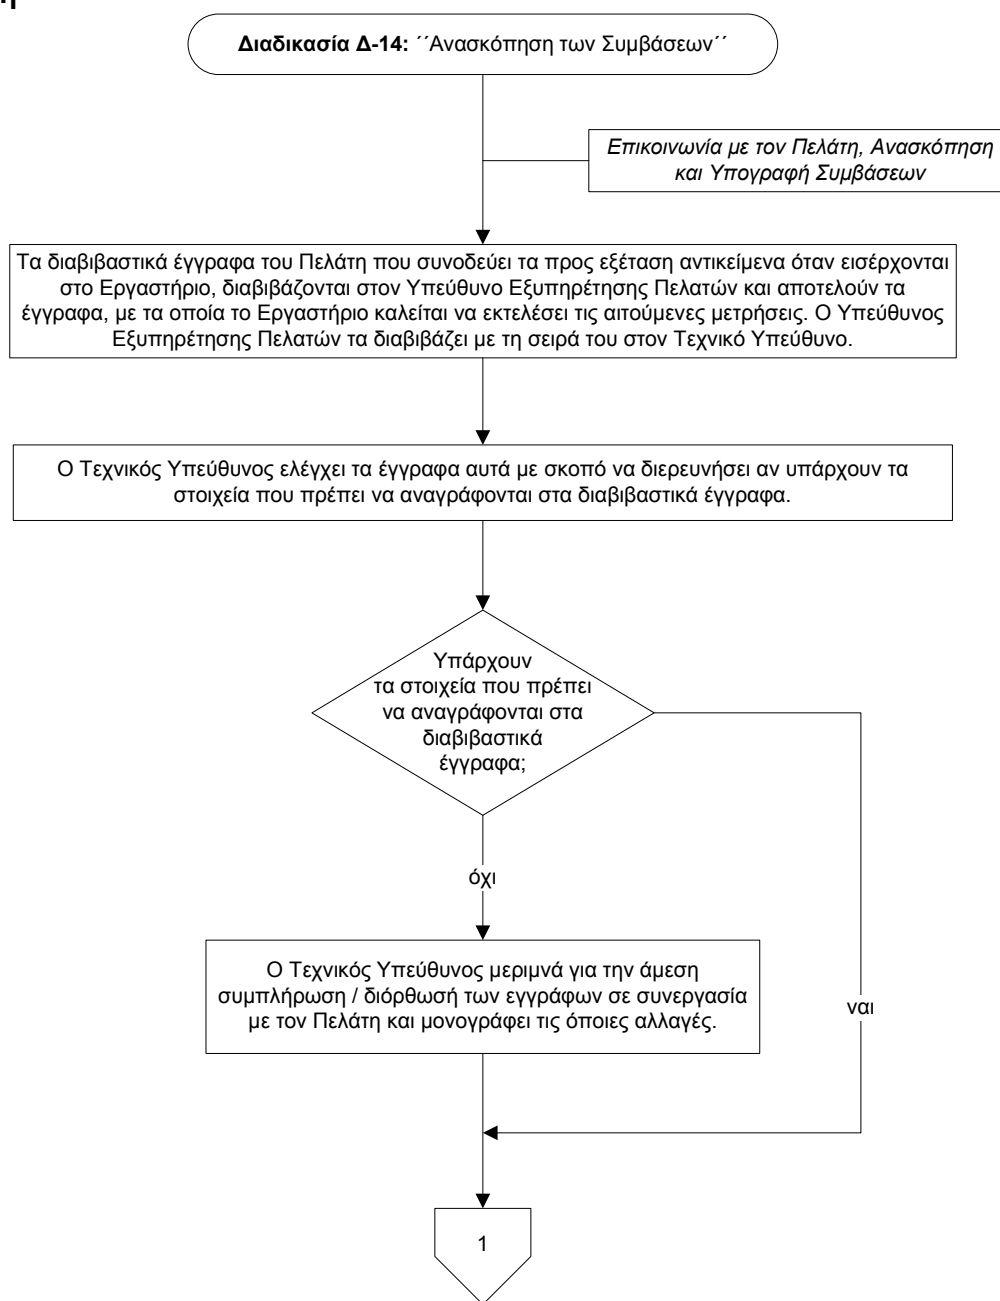 Διαδικασία Δ-14: ΄΄Ανασκόπηση των Συμβάσεων΄΄
Επικοινωνία με τον Πελάτη, Ανασκόπηση
και Υπογραφή Συμβάσεων
Τα διαβιβαστικά έγγραφα του Πελάτη που συνοδεύει τα προς εξέταση αντικείμενα όταν εισέρχονται
στο Εργαστήριο, διαβιβάζονται στον Υπεύθυνο Εξυπηρέτησης Πελατών και αποτελούν τα
έγγραφα, με τα οποία το Εργαστήριο καλείται να εκτελέσει τις αιτούμενες μετρήσεις. Ο Υπεύθυνος
Εξυπηρέτησης Πελατών τα διαβιβάζει με τη σειρά του στον Τεχνικό Υπεύθυνο.
Ο Τεχνικός Υπεύθυνος ελέγχει τα έγγραφα αυτά με σκοπό να διερευνήσει αν υπάρχουν τα
στοιχεία που πρέπει να αναγράφονται στα διαβιβαστικά έγγραφα.
Υπάρχουν
τα στοιχεία που πρέπει
να αναγράφονται στα
διαβιβαστικά
έγγραφα;
όχι
Ο Τεχνικός Υπεύθυνος μεριμνά για την άμεση
συμπλήρωση / διόρθωσή των εγγράφων σε συνεργασία
με τον Πελάτη και μονογράφει τις όποιες αλλαγές.
ναι
1